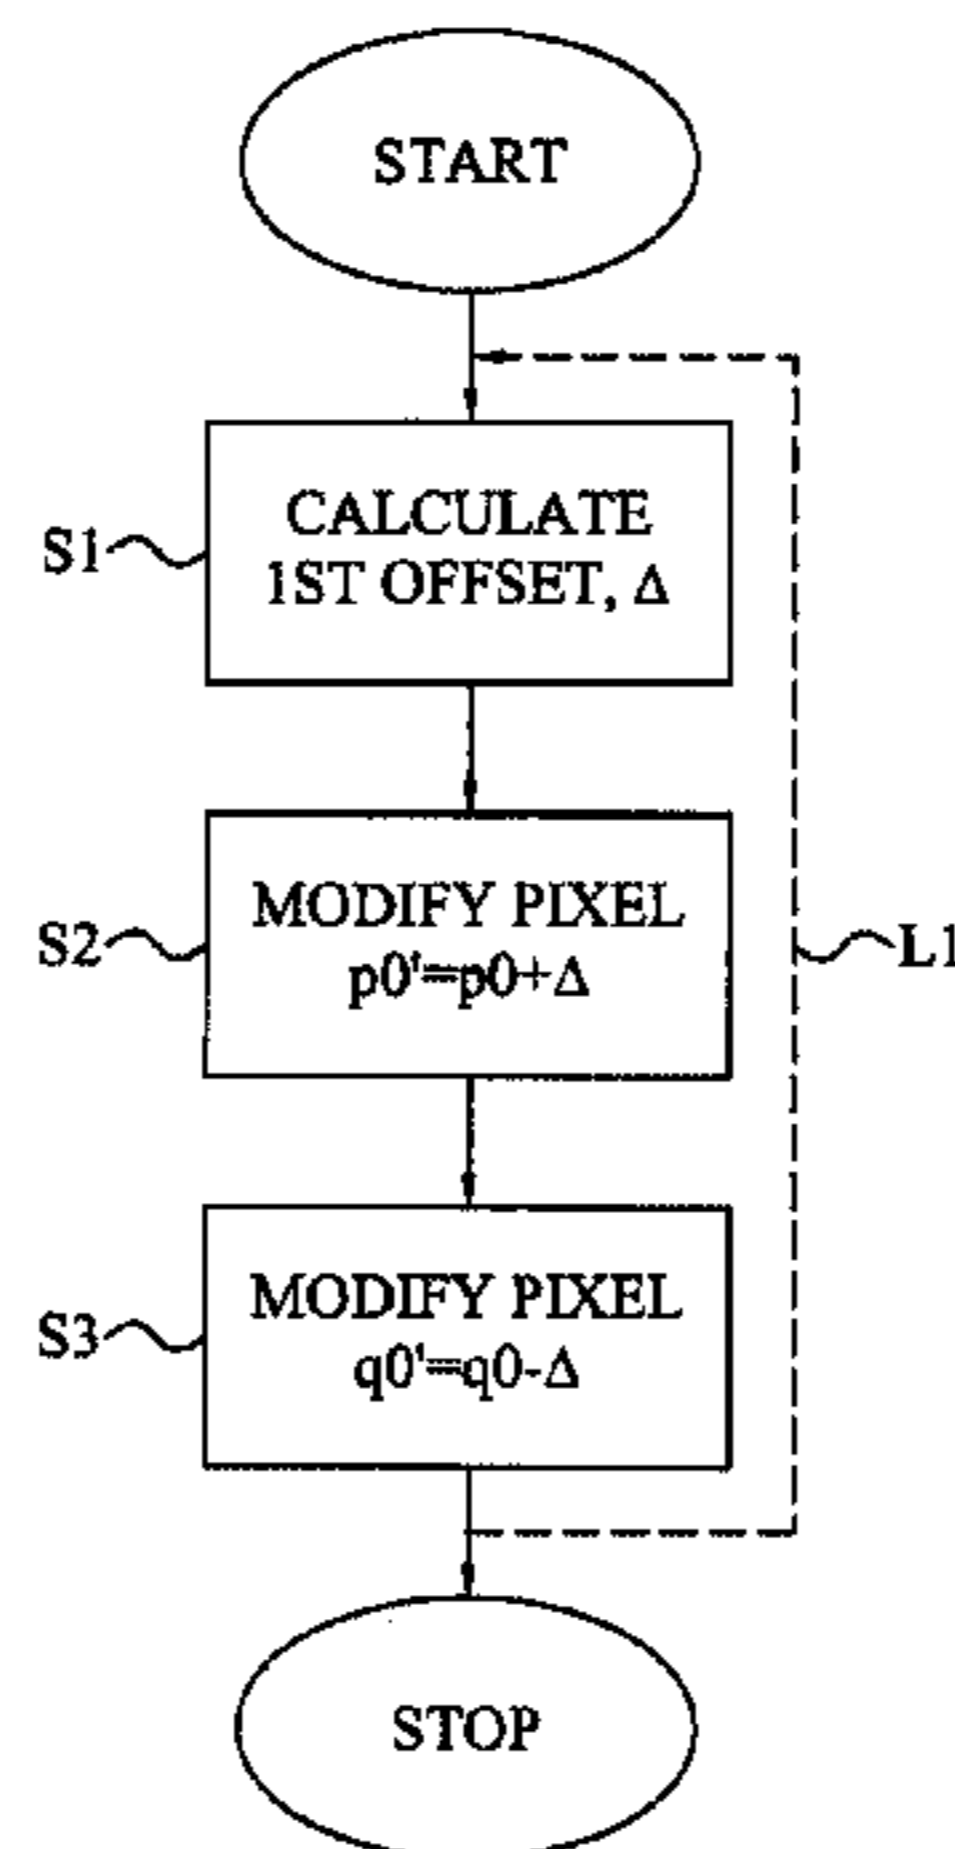 START
S1
CALCULATE
1ST OFFSET, Δ
S2
MODIFY PIXEL
p0'=p0+Δ
L1
S3
MODIFY PIXEL
q0'=q0-Δ
STOP